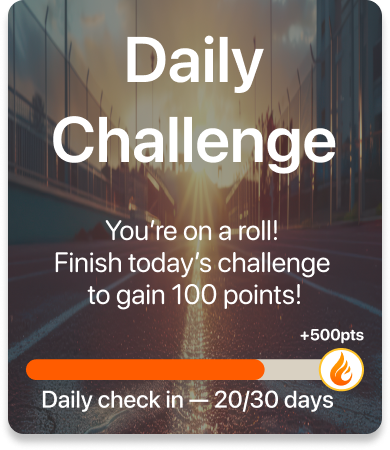 Daily
Challenge
You’re on a roll!
Finish today’s challenge
to gain 100 points!
+500pts
Daily check in — 20/30 days